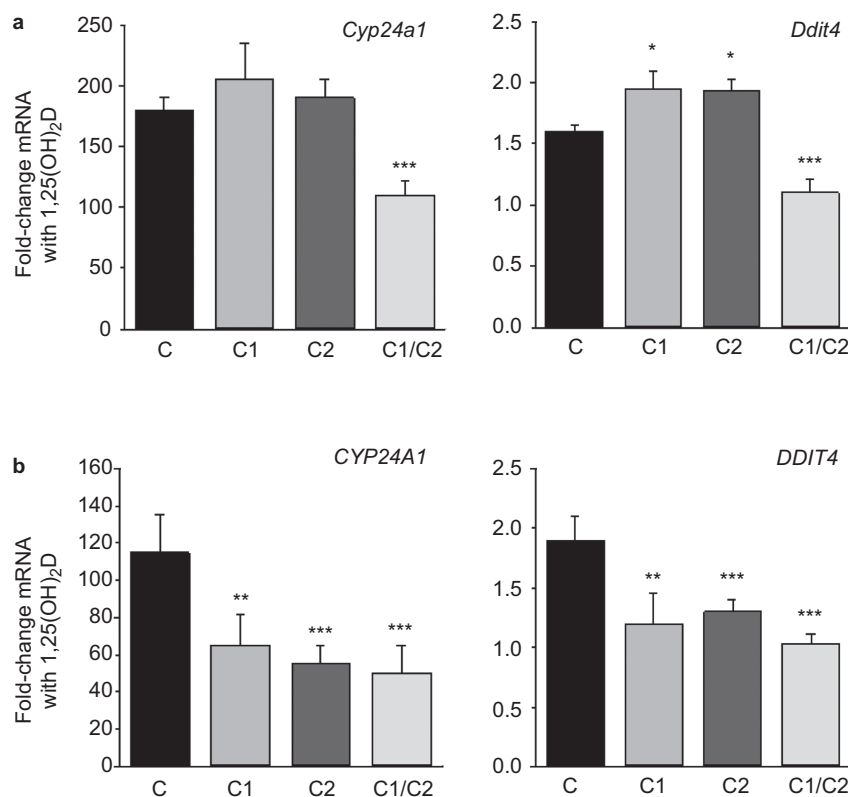 a
Cyp24a1
Ddit4
Fold-change mRNA
with 1,25(OH)₂D
250
200
150
100
50
0
***
C
C1
C2
C1/C2
2.5
2.0
1.5
1.0
0.5
0.0
*
*
***
C
C1
C2
C1/C2
b
CYP24A1
DDIT4
Fold-change mRNA
with 1,25(OH)₂D
160
140
120
100
80
60
40
20
0
**
***
***
C
C1
C2
C1/C2
2.5
2.0
1.5
1.0
0.5
0.0
**
***
***
C
C1
C2
C1/C2